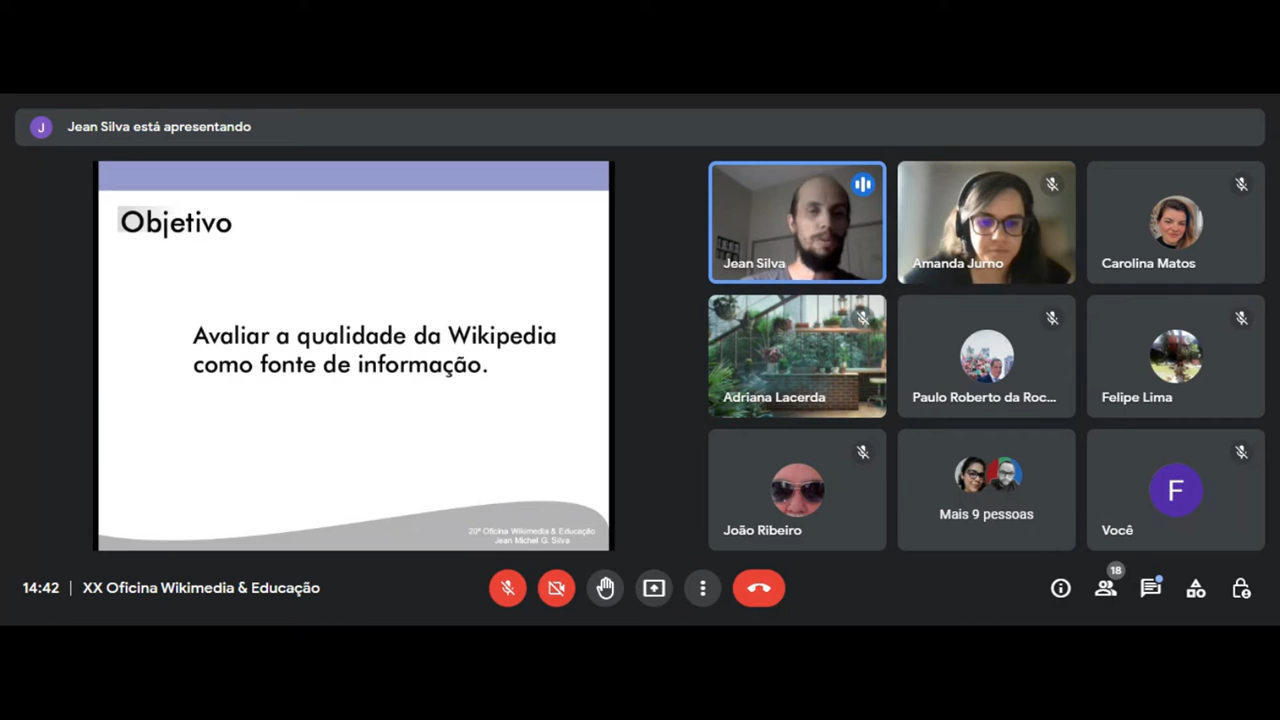 J
Jean Silva está apresentando
Objetivo
Avaliar a qualidade da Wikipedia
como fonte de informação.
20ª Oficina Wikimedia & Educação
Jean Michel G. Silva
Jean Silva
Amanda Jurno
Carolina Matos
Adriana Lacerda
Paulo Roberto da Roc...
Felipe Lima
João Ribeiro
Mais 9 pessoas
F
Você
14:42 | XX Oficina Wikimedia & Educação
18